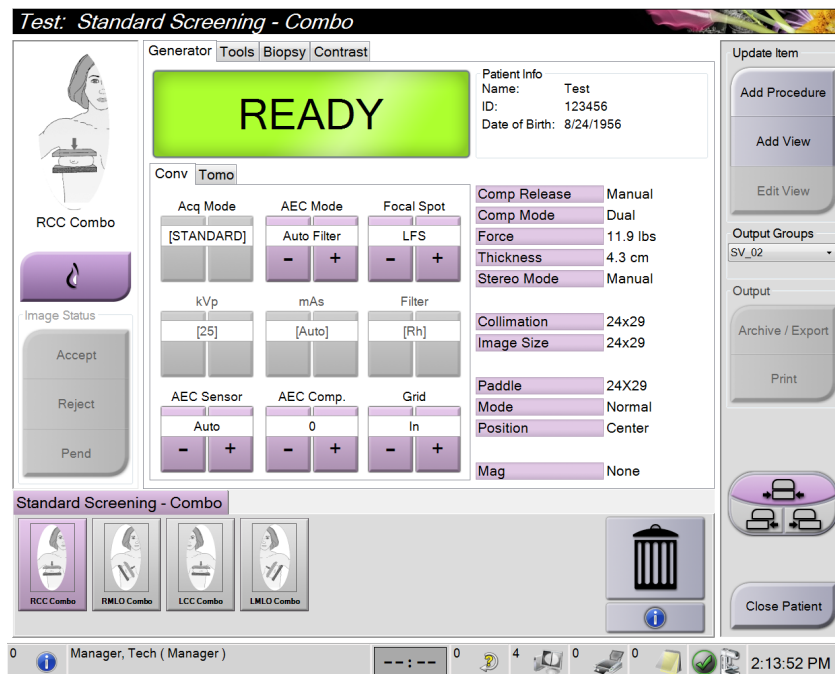 Test: Standard Screening - Combo
Generator Tools Biopsy Contrast
READY
Patient Info
Name: Test
ID: 123456
Date of Birth: 8/24/1956
Update Item
Add Procedure
Add View
Edit View
Output Groups
SV_02
Output
Archive / Export
Print
Close Patient
RCC Combo
Image Status
Accept
Reject
Pend
Conv Tomo
Acq Mode AEC Mode Focal Spot
[STANDARD] Auto Filter LFS
- + - +
kVp mAs Filter
[25] [Auto] [Rh]
AEC Sensor AEC Comp. Grid
Auto 0 In
- + - + - +
Comp Release Manual
Comp Mode Dual
Force 11.9 lbs
Thickness 4.3 cm
Stereo Mode Manual
Collimation 24x29
Image Size 24x29
Paddle 24X29
Mode Normal
Position Center
Mag None
Standard Screening - Combo
RCC Combo RMLO Combo LCC Combo LMLO Combo
0 Manager, Tech ( Manager ) --:-- 0 4 0 0 2:13:52 PM